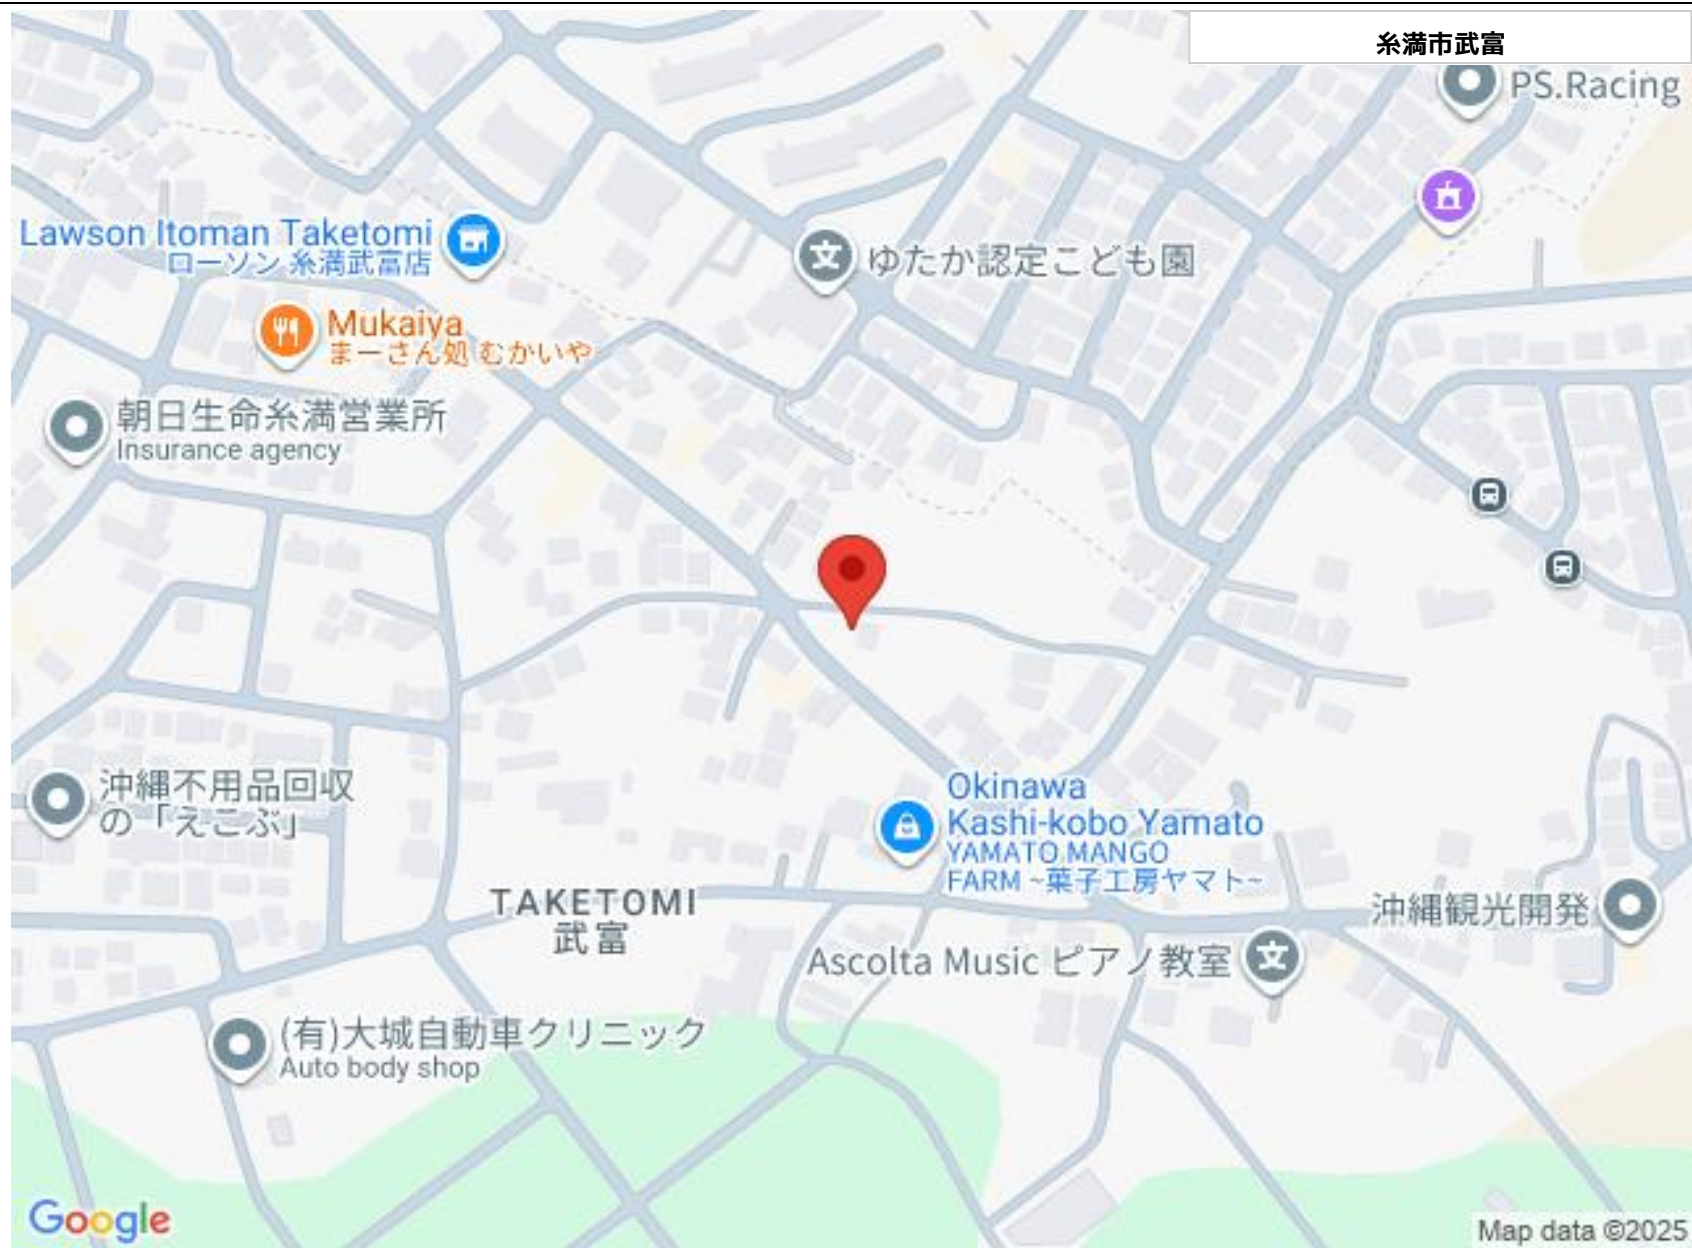 糸満市武富
PS.Racing
Lawson Itoman Taketomi
ローソン 糸満武富店
ゆたか認定こども園
Mukaiya
まーさん処 むかいや
朝日生命糸満営業所
Insurance agency
沖縄不用品回収
の「えこぶ」
Okinawa
Kashi-kobo Yamato
YAMATO MANGO
FARM ~菓子工房ヤマト~
TAKETOMI
武富
沖縄観光開発
Ascolta Music ピアノ教室
(有)大城自動車クリニック
Auto body shop
Google
Map data ©2025